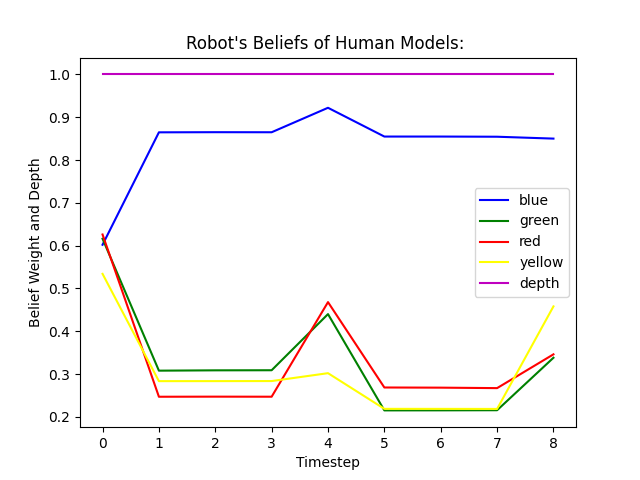 Robot's Beliefs of Human Models:
Belief Weight and Depth
1.0
0.9
0.8
0.7
0.6
0.5
0.4
0.3
0.2
blue
green
red
yellow
depth
0 1 2 3 4 5 6 7 8
Timestep